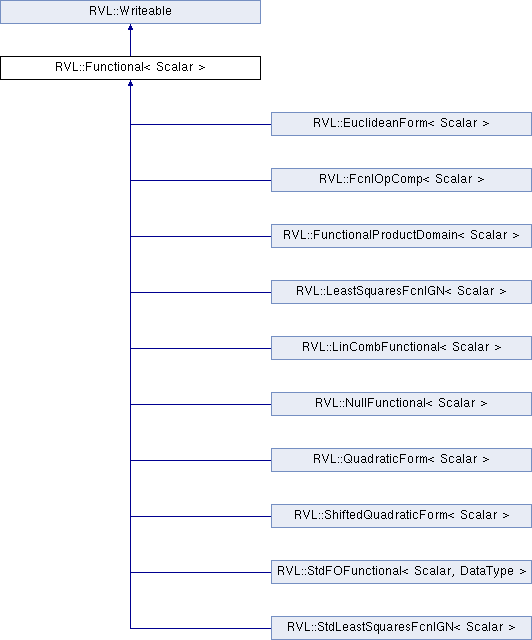 RVL::Writeable
RVL::Functional< Scalar >
RVL::EuclideanForm< Scalar >
RVL::FcnlOpComp< Scalar >
RVL::FunctionalProductDomain< Scalar >
RVL::LeastSquaresFcnlGN< Scalar >
RVL::LinCombFunctional< Scalar >
RVL::NullFunctional< Scalar >
RVL::QuadraticForm< Scalar >
RVL::ShiftedQuadraticForm< Scalar >
RVL::StdFOFunctional< Scalar, DataType >
RVL::StdLeastSquaresFcnlGN< Scalar >